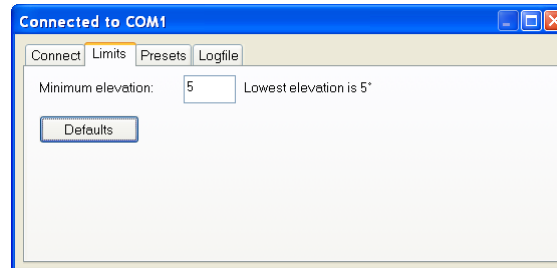 Connected to COM1
Connect Limits Presets Logfile
Minimum elevation: 5 Lowest elevation is 5°
Defaults